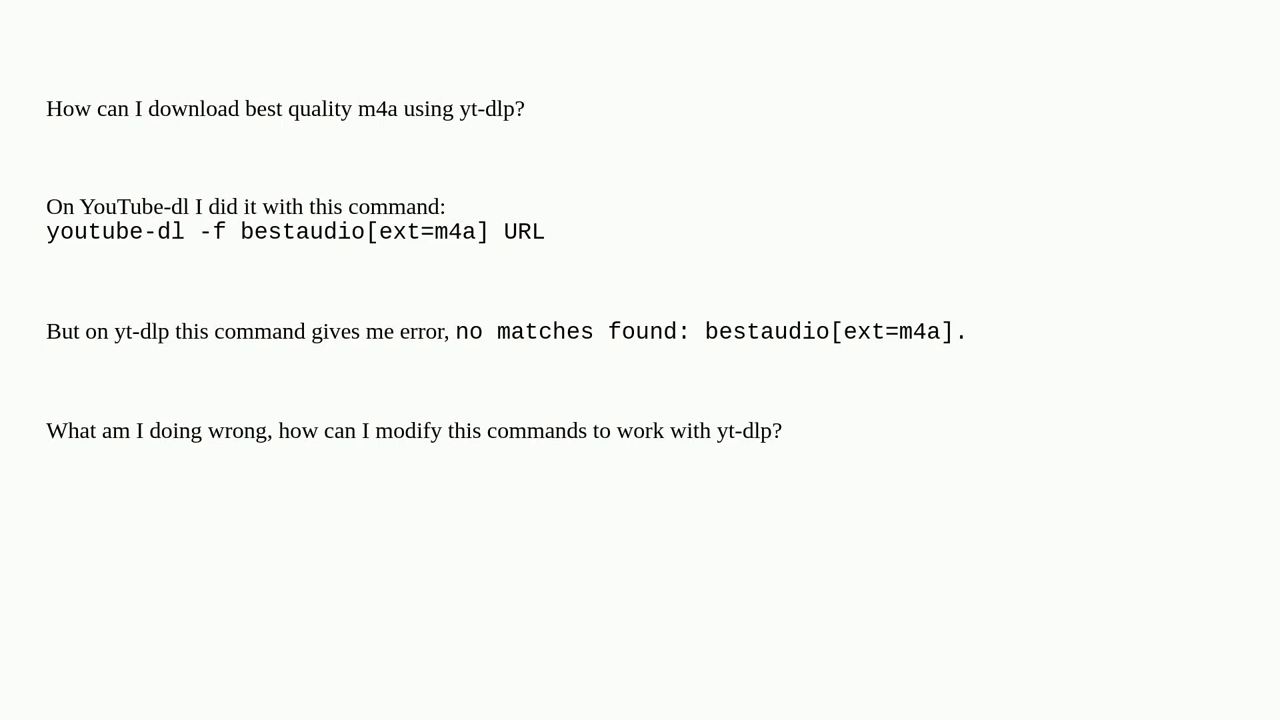 How can I download best quality m4a using yt-dlp?
On YouTube-dl I did it with this command:
youtube-dl -f bestaudio[ext=m4a] URL
But on yt-dlp this command gives me error, no matches found: bestaudio[ext=m4a].
What am I doing wrong, how can I modify this commands to work with yt-dlp?